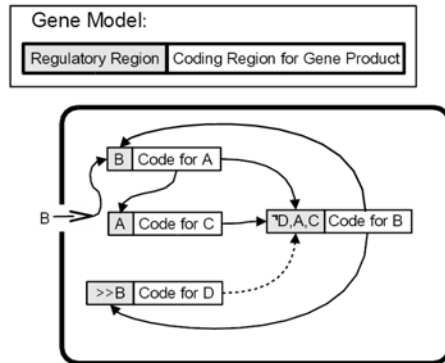 Gene Model:
Regulatory Region Coding Region for Gene Product
B Code for A
B
A Code for C
¬D,A,C Code for B
>>B Code for D